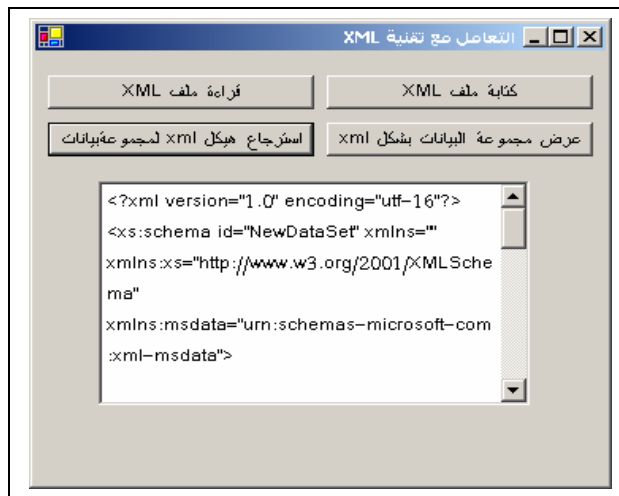 التعامل مع تقنية XML
كتابة ملف XML
قراءة ملف XML
عرض مجموعة البيانات بشكل xml
استرجاع هيكل xml لمجموعةبيانات
<?xml version="1.0" encoding="utf-16"?>
<xs:schema id="NewDataSet" xmlns=""
xmlns:xs="http://www.w3.org/2001/XMLSche
ma"
xmlns:msdata="urn:schemas-microsoft-com
:xml-msdata">